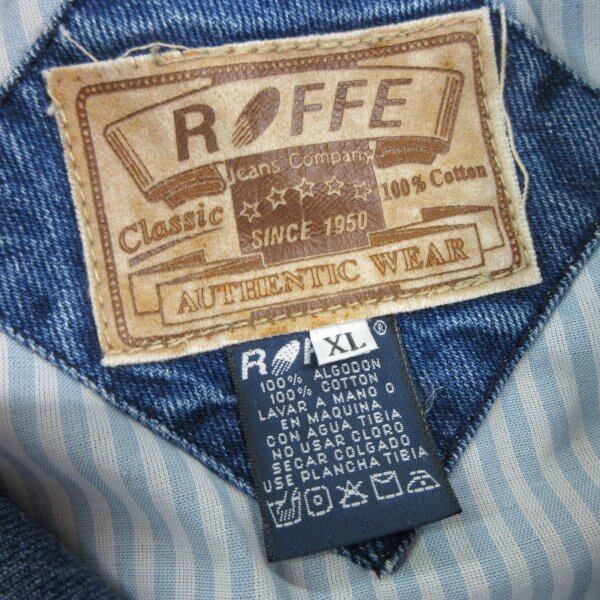 ROFFE
Jeans Company
Classic
100% Cotton
SINCE 1950
AUTHENTIC WEAR
XL
®
100% ALGODON
100% COTTON
LAVAR A MANO O
EN MAQUINA
CON AGUA TIBIA
NO USAR CLORO
SECAR COLGADO
USE PLANCHA TIBIA